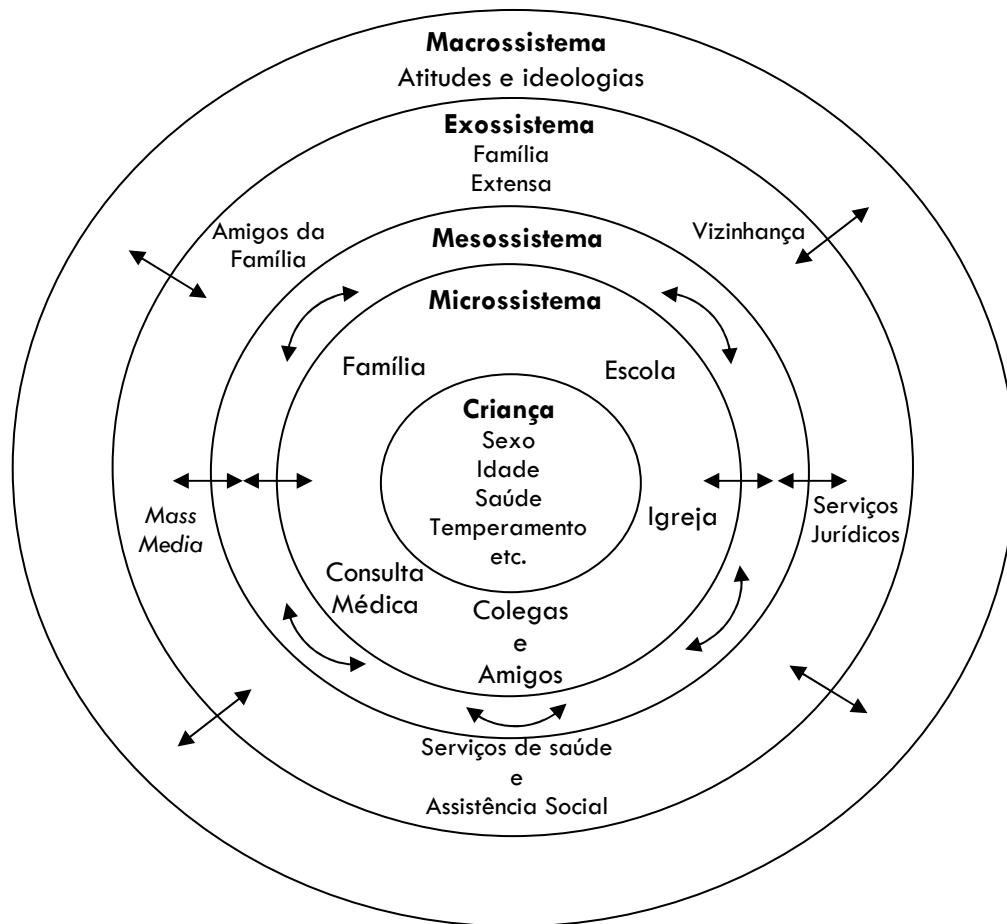 Macrossistema
Atitudes e ideologias
Exossistema
Família
Extensa
Amigos da
Família
Vizinhança
Mesossistema
Microssistema
Família
Escola
Criança
Sexo
Idade
Saúde
Temperamento
etc.
Mass
Media
Igreja
Serviços
Jurídicos
Consulta
Médica
Colegas
e
Amigos
Serviços de saúde
e
Assistência Social